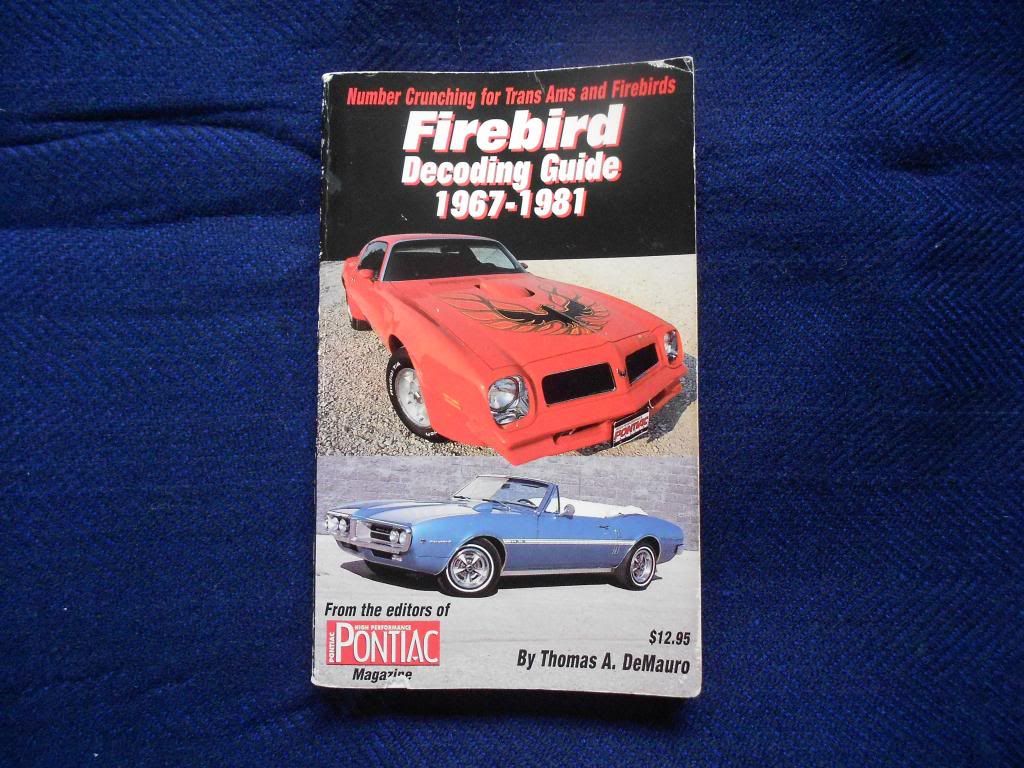 Number Crunching for Trans Ams and Firebirds
Firebird
Decoding Guide
1967-1981
PONTIAC
From the editors of
HIGH PERFORMANCE
PONTIAC
PONTIAC
Magazine
$12.95
By Thomas A. DeMauro